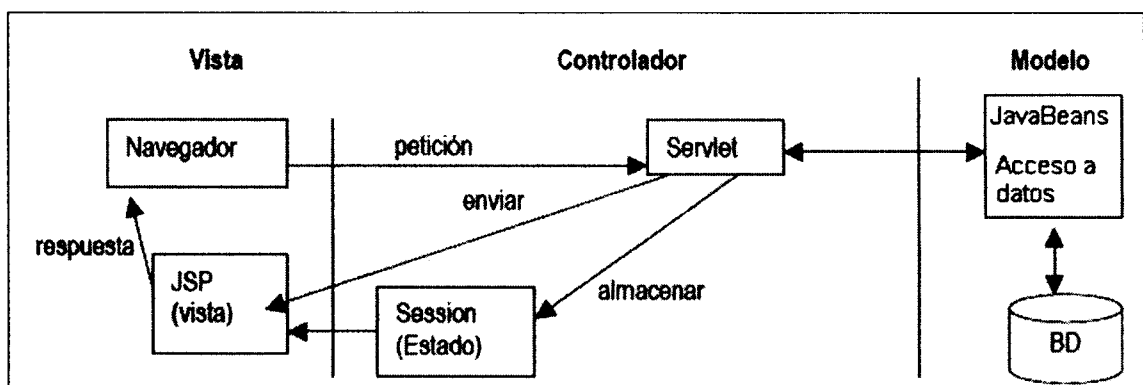 Vista
Controlador
Modelo
Navegador
petición
Servlet
JavaBeans
Acceso a
datos
enviar
respuesta
JSP
(vista)
Session
(Estado)
almacenar
BD